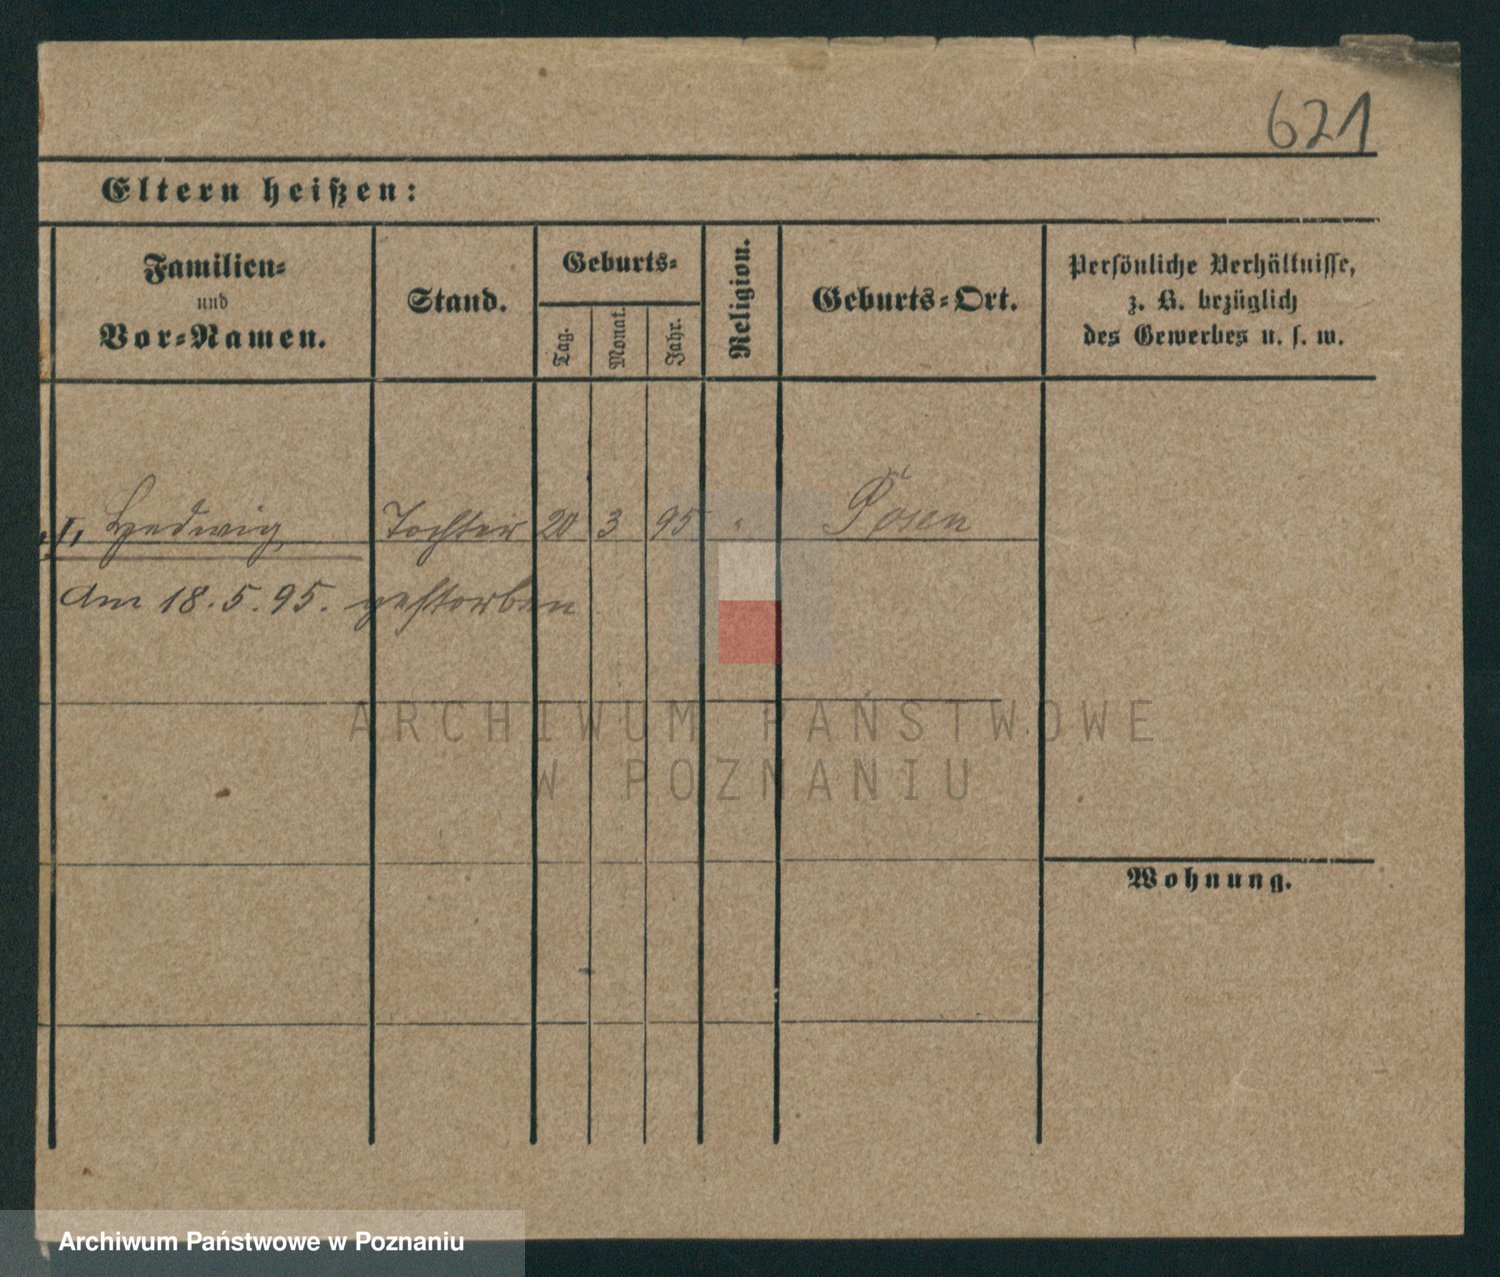 621
Eltern heißen:
Familien=
und
Vor=Namen.
Stand.
Geburts=
Tag.
Monat.
Jahr.
Religion.
Geburts=Ort.
Persönliche Verhältnisse,
z. B. bezüglich
des Gewerbes u. s. w.
Hedwig, Tochter 20 3 95 " Posen
Am 18.5.95. gestorben
ARCHIWUM PAŃSTWOWE
W POZNANIU
Wohnung.
Archiwum Państwowe w Poznaniu